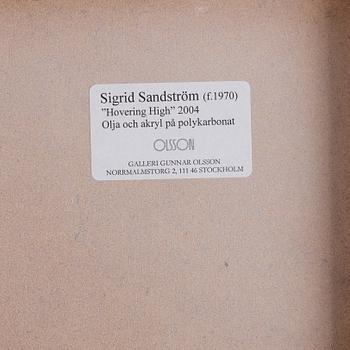 Sigrid Sandström (f.1970)
”Hovering High” 2004
Olja och akryl på polykarbonat
OLSSON
GALLERI GUNNAR OLSSON
NORRMALMSTORG 2, 111 46 STOCKHOLM